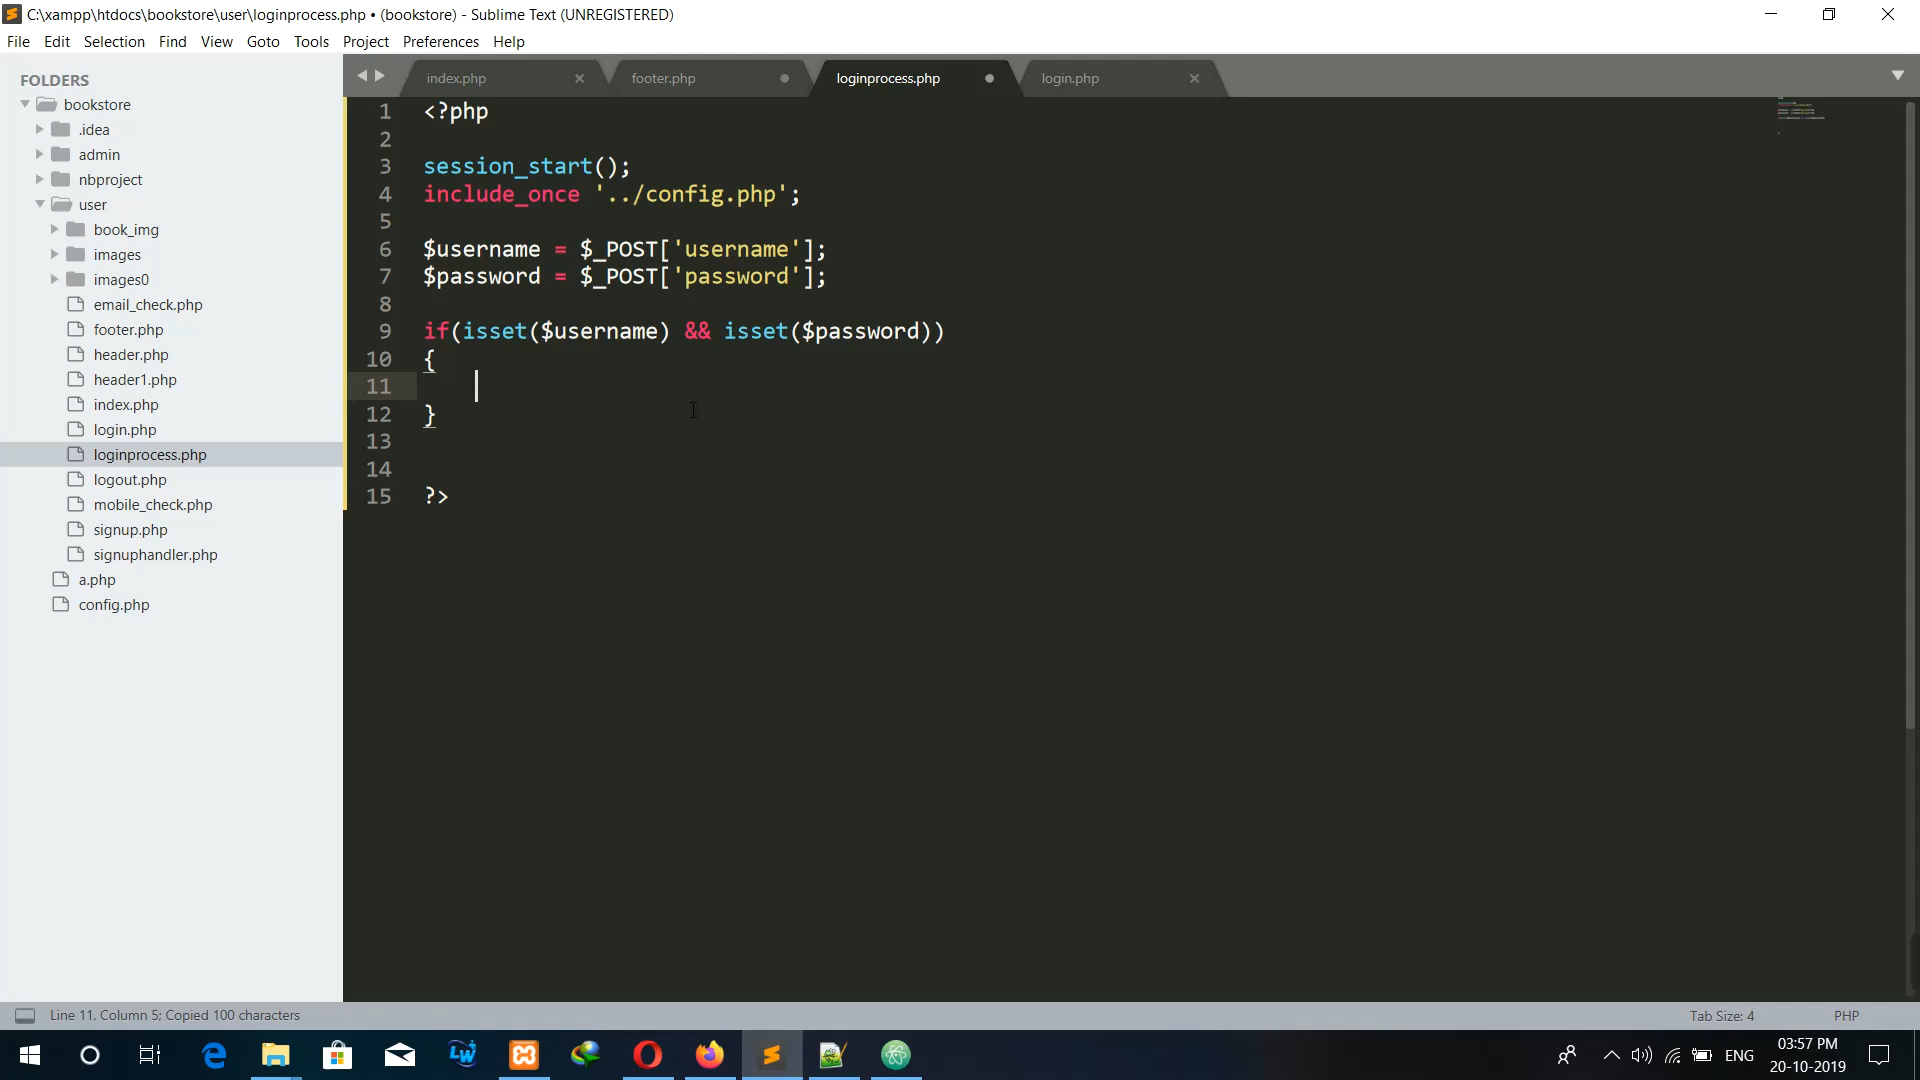 C:\xampp\htdocs\bookstore\user\loginprocess.php • (bookstore) - Sublime Text (UNREGISTERED)
File Edit Selection Find View Goto Tools Project Preferences Help
FOLDERS
bookstore
.idea
admin
nbproject
user
book_img
images
images0
email_check.php
footer.php
header.php
header1.php
index.php
login.php
loginprocess.php
logout.php
mobile_check.php
signup.php
signuphandler.php
a.php
config.php
index.php footer.php loginprocess.php login.php
1 <?php
2
3 session_start();
4 include_once '../config.php';
5
6 $username = $_POST['username'];
7 $password = $_POST['password'];
8
9 if(isset($username) && isset($password))
10 {
11
12 }
13
14
15 ?>
Line 11, Column 5; Copied 100 characters
Tab Size: 4 PHP
ENG
03:57 PM
20-10-2019